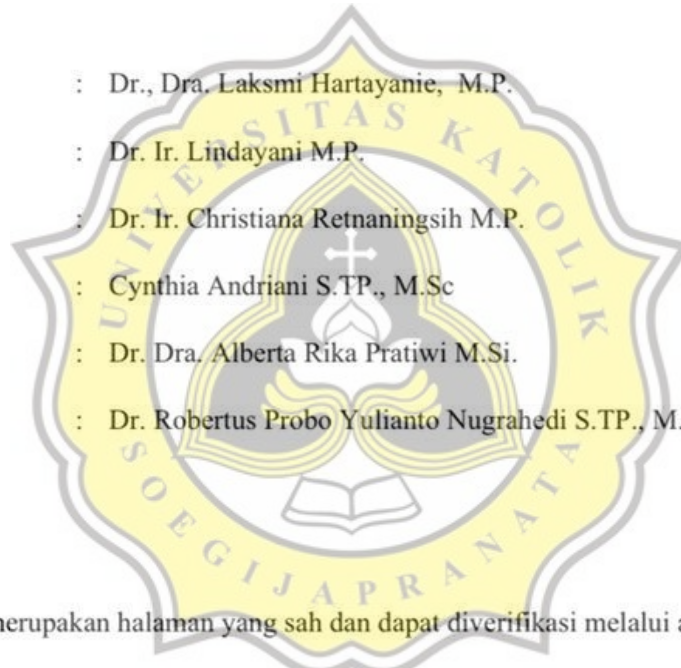 : Dr., Dra. Laksmi Hartayanie, M.P.
: Dr. Ir. Lindayani M.P.
: Dr. Ir. Christiana Retnaningsih M.P.
: Cynthia Andriani S.TP., M.Sc
: Dr. Dra. Alberta Rika Pratiwi M.Si.
: Dr. Robertus Probo Yulianto Nugrahedi S.TP., M.
UNIVERSITAS KATOLIK
SOEGIJAPRANATA
merupakan halaman yang sah dan dapat diverifikasi melalui a